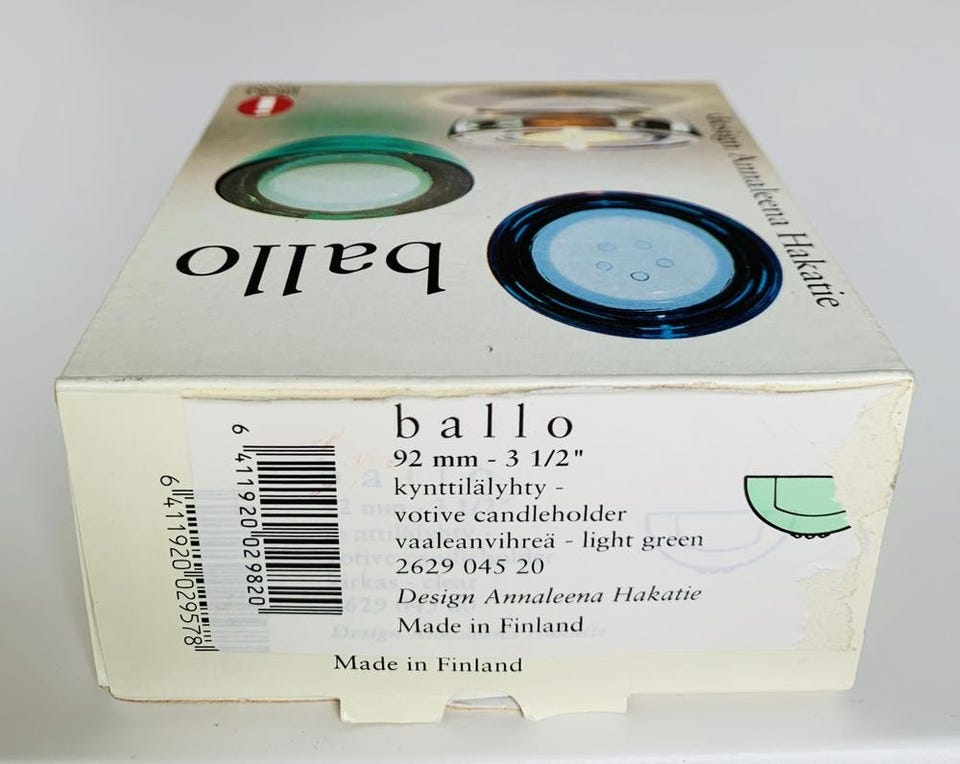 design Annaleena Hakatie
ballo
ballo
92 mm - 3 1/2"
kynttilälyhty -
votive candleholder
vaaleanvihreä - light green
2629 045 20
Design Annaleena Hakatie
Made in Finland
Made in Finland
6 411920 029820
6 411920 029578